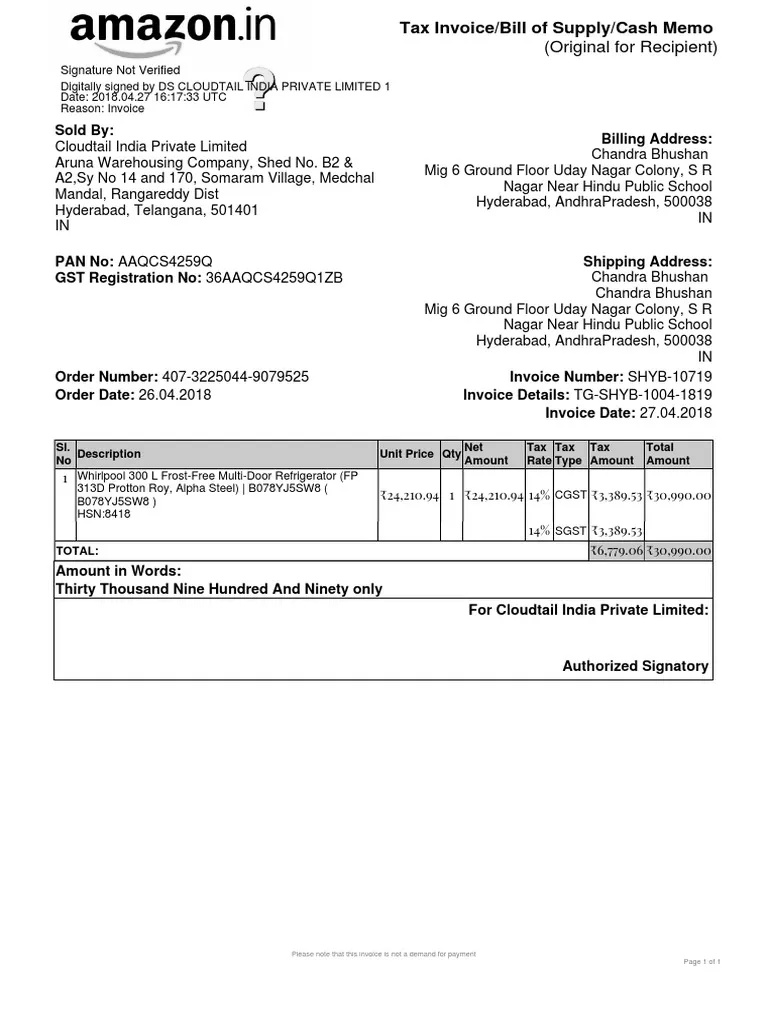 amazon.in
Tax Invoice/Bill of Supply/Cash Memo
(Original for Recipient)
Signature Not Verified
Digitally signed by DS CLOUDTAIL INDIA PRIVATE LIMITED 1
Date: 2018.04.27 16:17:33 UTC
Reason: Invoice
?
Sold By:
Cloudtail India Private Limited
Aruna Warehousing Company, Shed No. B2 &
A2,Sy No 14 and 170, Somaram Village, Medchal
Mandal, Rangareddy Dist
Hyderabad, Telangana, 501401
IN
Billing Address:
Chandra Bhushan
Mig 6 Ground Floor Uday Nagar Colony, S R
Nagar Near Hindu Public School
Hyderabad, AndhraPradesh, 500038
IN
PAN No: AAQCS4259Q
GST Registration No: 36AAQCS4259Q1ZB
Shipping Address:
Chandra Bhushan
Chandra Bhushan
Mig 6 Ground Floor Uday Nagar Colony, S R
Nagar Near Hindu Public School
Hyderabad, AndhraPradesh, 500038
IN
Order Number: 407-3225044-9079525
Order Date: 26.04.2018
Invoice Number: SHYB-10719
Invoice Details: TG-SHYB-1004-1819
Invoice Date: 27.04.2018
Sl. No Description Unit Price Qty Net Amount Tax Rate Tax Type Tax Amount Total Amount
1 Whirlpool 300 L Frost-Free Multi-Door Refrigerator (FP
313D Protton Roy, Alpha Steel) | B078YJ5SW8 (
B078YJ5SW8 )
HSN:8418
₹24,210.94 1 ₹24,210.94 14% CGST ₹3,389.53 ₹30,990.00
14% SGST ₹3,389.53
TOTAL: ₹6,779.06 ₹30,990.00
Amount in Words:
Thirty Thousand Nine Hundred And Ninety only
For Cloudtail India Private Limited:
Authorized Signatory
Please note that this invoice is not a demand for payment
Page 1 of 1